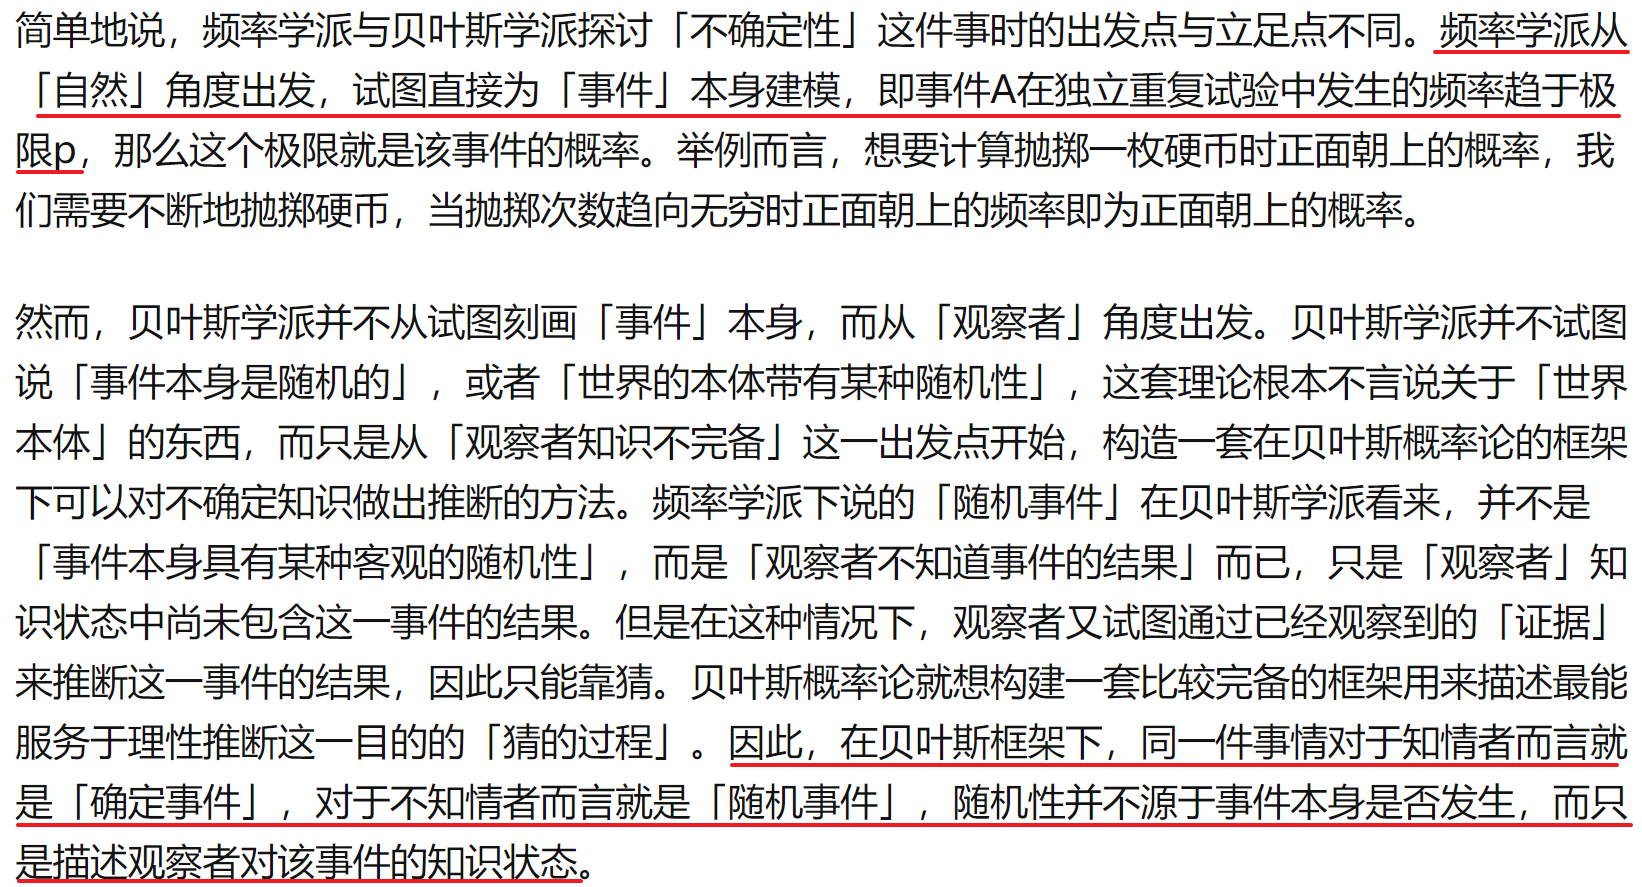 简单地说，频率学派与贝叶斯学派探讨「不确定性」这件事时的出发点与立足点不同。频率学派从
「自然」角度出发，试图直接为「事件」本身建模，即事件A在独立重复试验中发生的频率趋于极
限p，那么这个极限就是该事件的概率。举例而言，想要计算抛掷一枚硬币时正面朝上的概率，我
们需要不断地抛掷硬币，当抛掷次数趋向无穷时正面朝上的频率即为正面朝上的概率。
然而，贝叶斯学派并不从试图刻画「事件」本身，而从「观察者」角度出发。贝叶斯学派并不试图
说「事件本身是随机的」，或者「世界的本体带有某种随机性」，这套理论根本不言说关于「世界
本体」的东西，而只是从「观察者知识不完备」这一出发点开始，构造一套在贝叶斯概率论的框架
下可以对不确定知识做出推断的方法。频率学派下说的「随机事件」在贝叶斯学派看来，并不是
「事件本身具有某种客观的随机性」，而是「观察者不知道事件的结果」而已，只是「观察者」知
识状态中尚未包含这一事件的结果。但是在这种情况下，观察者又试图通过已经观察到的「证据」
来推断这一事件的结果，因此只能靠猜。贝叶斯概率论就想构建一套比较完备的框架用来描述最能
服务于理性推断这一目的的「猜的过程」。因此，在贝叶斯框架下，同一件事情对于知情者而言就
是「确定事件」，对于不知情者而言就是「随机事件」，随机性并不源于事件本身是否发生，而只
是描述观察者对该事件的知识状态。